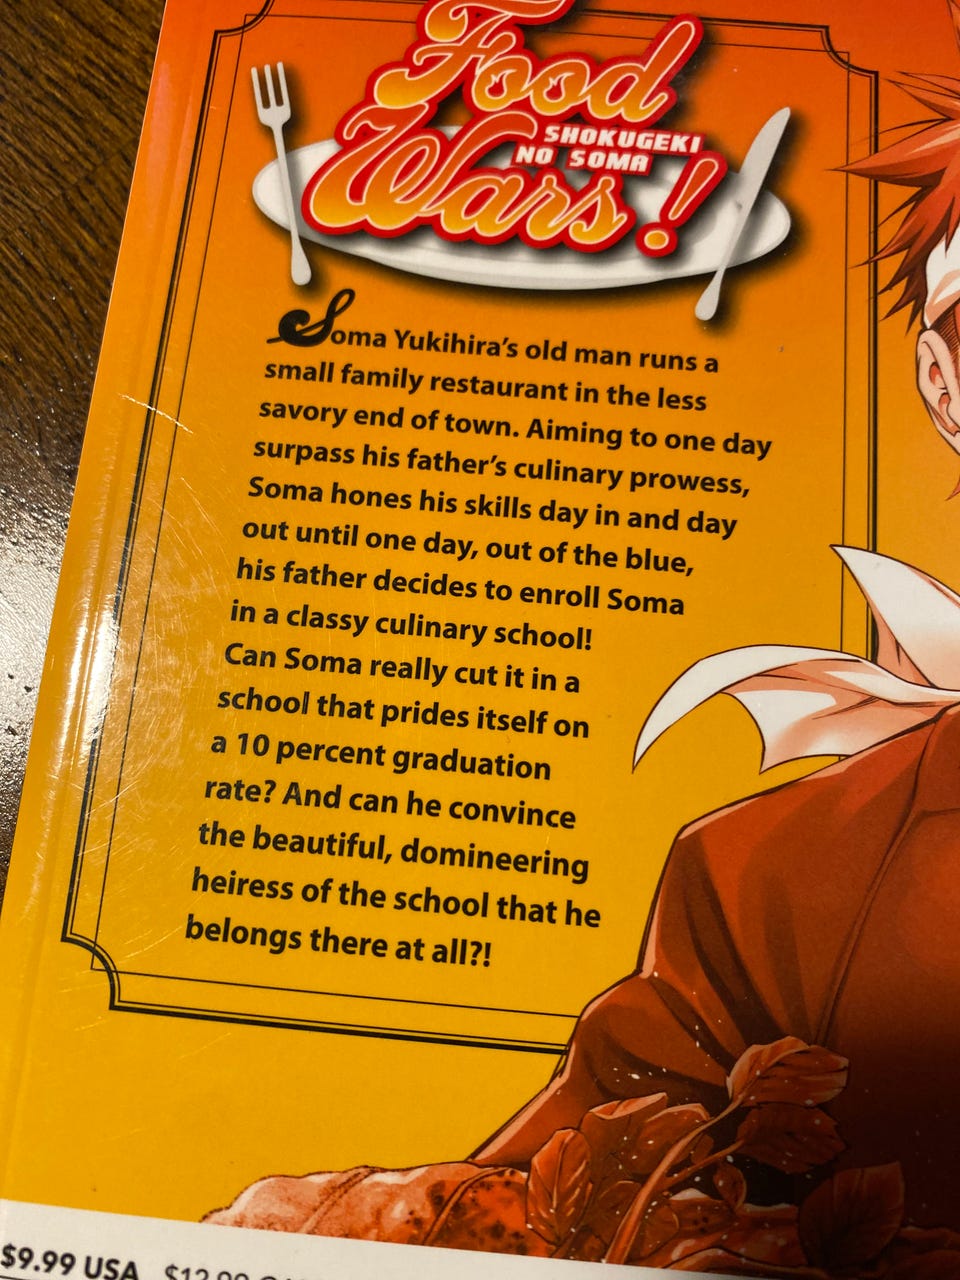 Food
SHOKUGEKI
NO SOMA
Wars!
Soma Yukihira's old man runs a
small family restaurant in the less
savory end of town. Aiming to one day
surpass his father's culinary prowess,
Soma hones his skills day in and day
out until one day, out of the blue,
his father decides to enroll Soma
in a classy culinary school!
Can Soma really cut it in a
school that prides itself on
a 10 percent graduation
rate? And can he convince
the beautiful, domineering
heiress of the school that he
belongs there at all?!
$9.99 USA $12.99